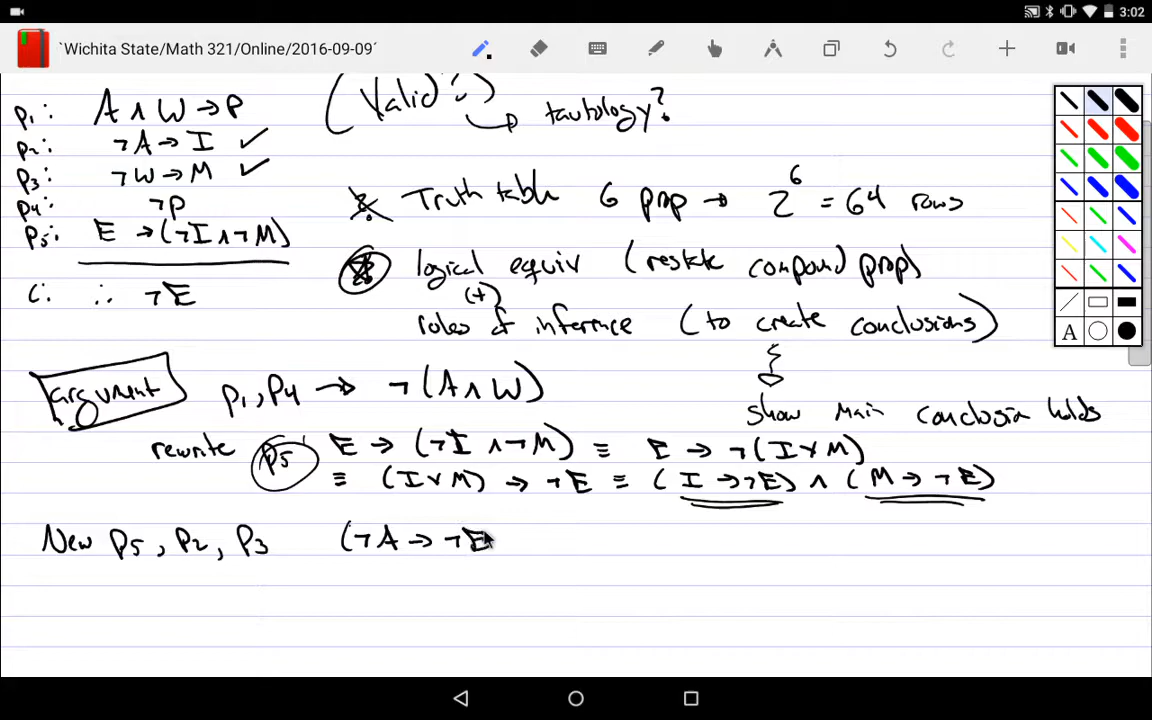 3:02
`Wichita State/Math 321/Online/2016-09-09´
p1: A ∧ W → P
(Valid?)
→ tautology?
p2: ¬A → I ✓
p3: ¬W → M ✓
p4: ¬P
Truth table 6 prop → 2^6 = 64 rows
p5: E → (¬I ∧ ¬M)
logical equiv (restate compound prop)
(+)
C: ∴ ¬E
rules of inference (to create conclusions)
argument p1, p4 → ¬(A ∧ W)
show main conclusion holds
rewrite p5 E → (¬I ∧ ¬M) ≡ E → ¬(I ∨ M)
≡ (I ∨ M) → ¬E ≡ (I → ¬E) ∧ (M → ¬E)
New p5, p2, p3 (¬A → ¬E
A